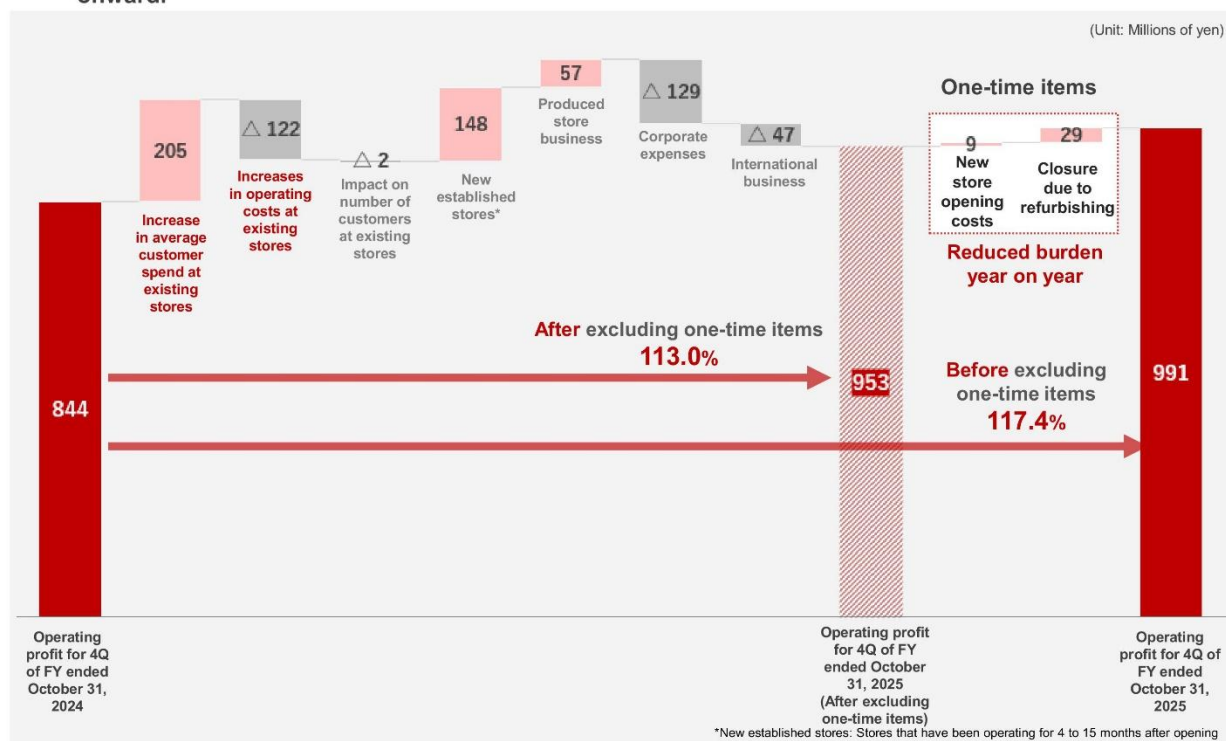 onward.
(Unit: Millions of yen)
205
Increase
in average
customer
spend at
existing
stores
△ 122
Increases
in operating
costs at
existing
stores
△ 2
Impact on
number of
customers
at existing
stores
148
New
established
stores*
57
Produced
store
business
△ 129
Corporate
expenses
△ 47
International
business
One-time items
9
New
store
opening
costs
29
Closure
due to
refurbishing
Reduced burden
year on year
After excluding one-time items
113.0%
Before excluding
one-time items
117.4%
844
953
991
Operating
profit for 4Q
of FY ended
October 31,
2024
Operating profit
for 4Q of FY
ended October
31, 2025
(After excluding
one-time items)
Operating
profit for 4Q of
FY ended
October 31,
2025
*New established stores: Stores that have been operating for 4 to 15 months after opening